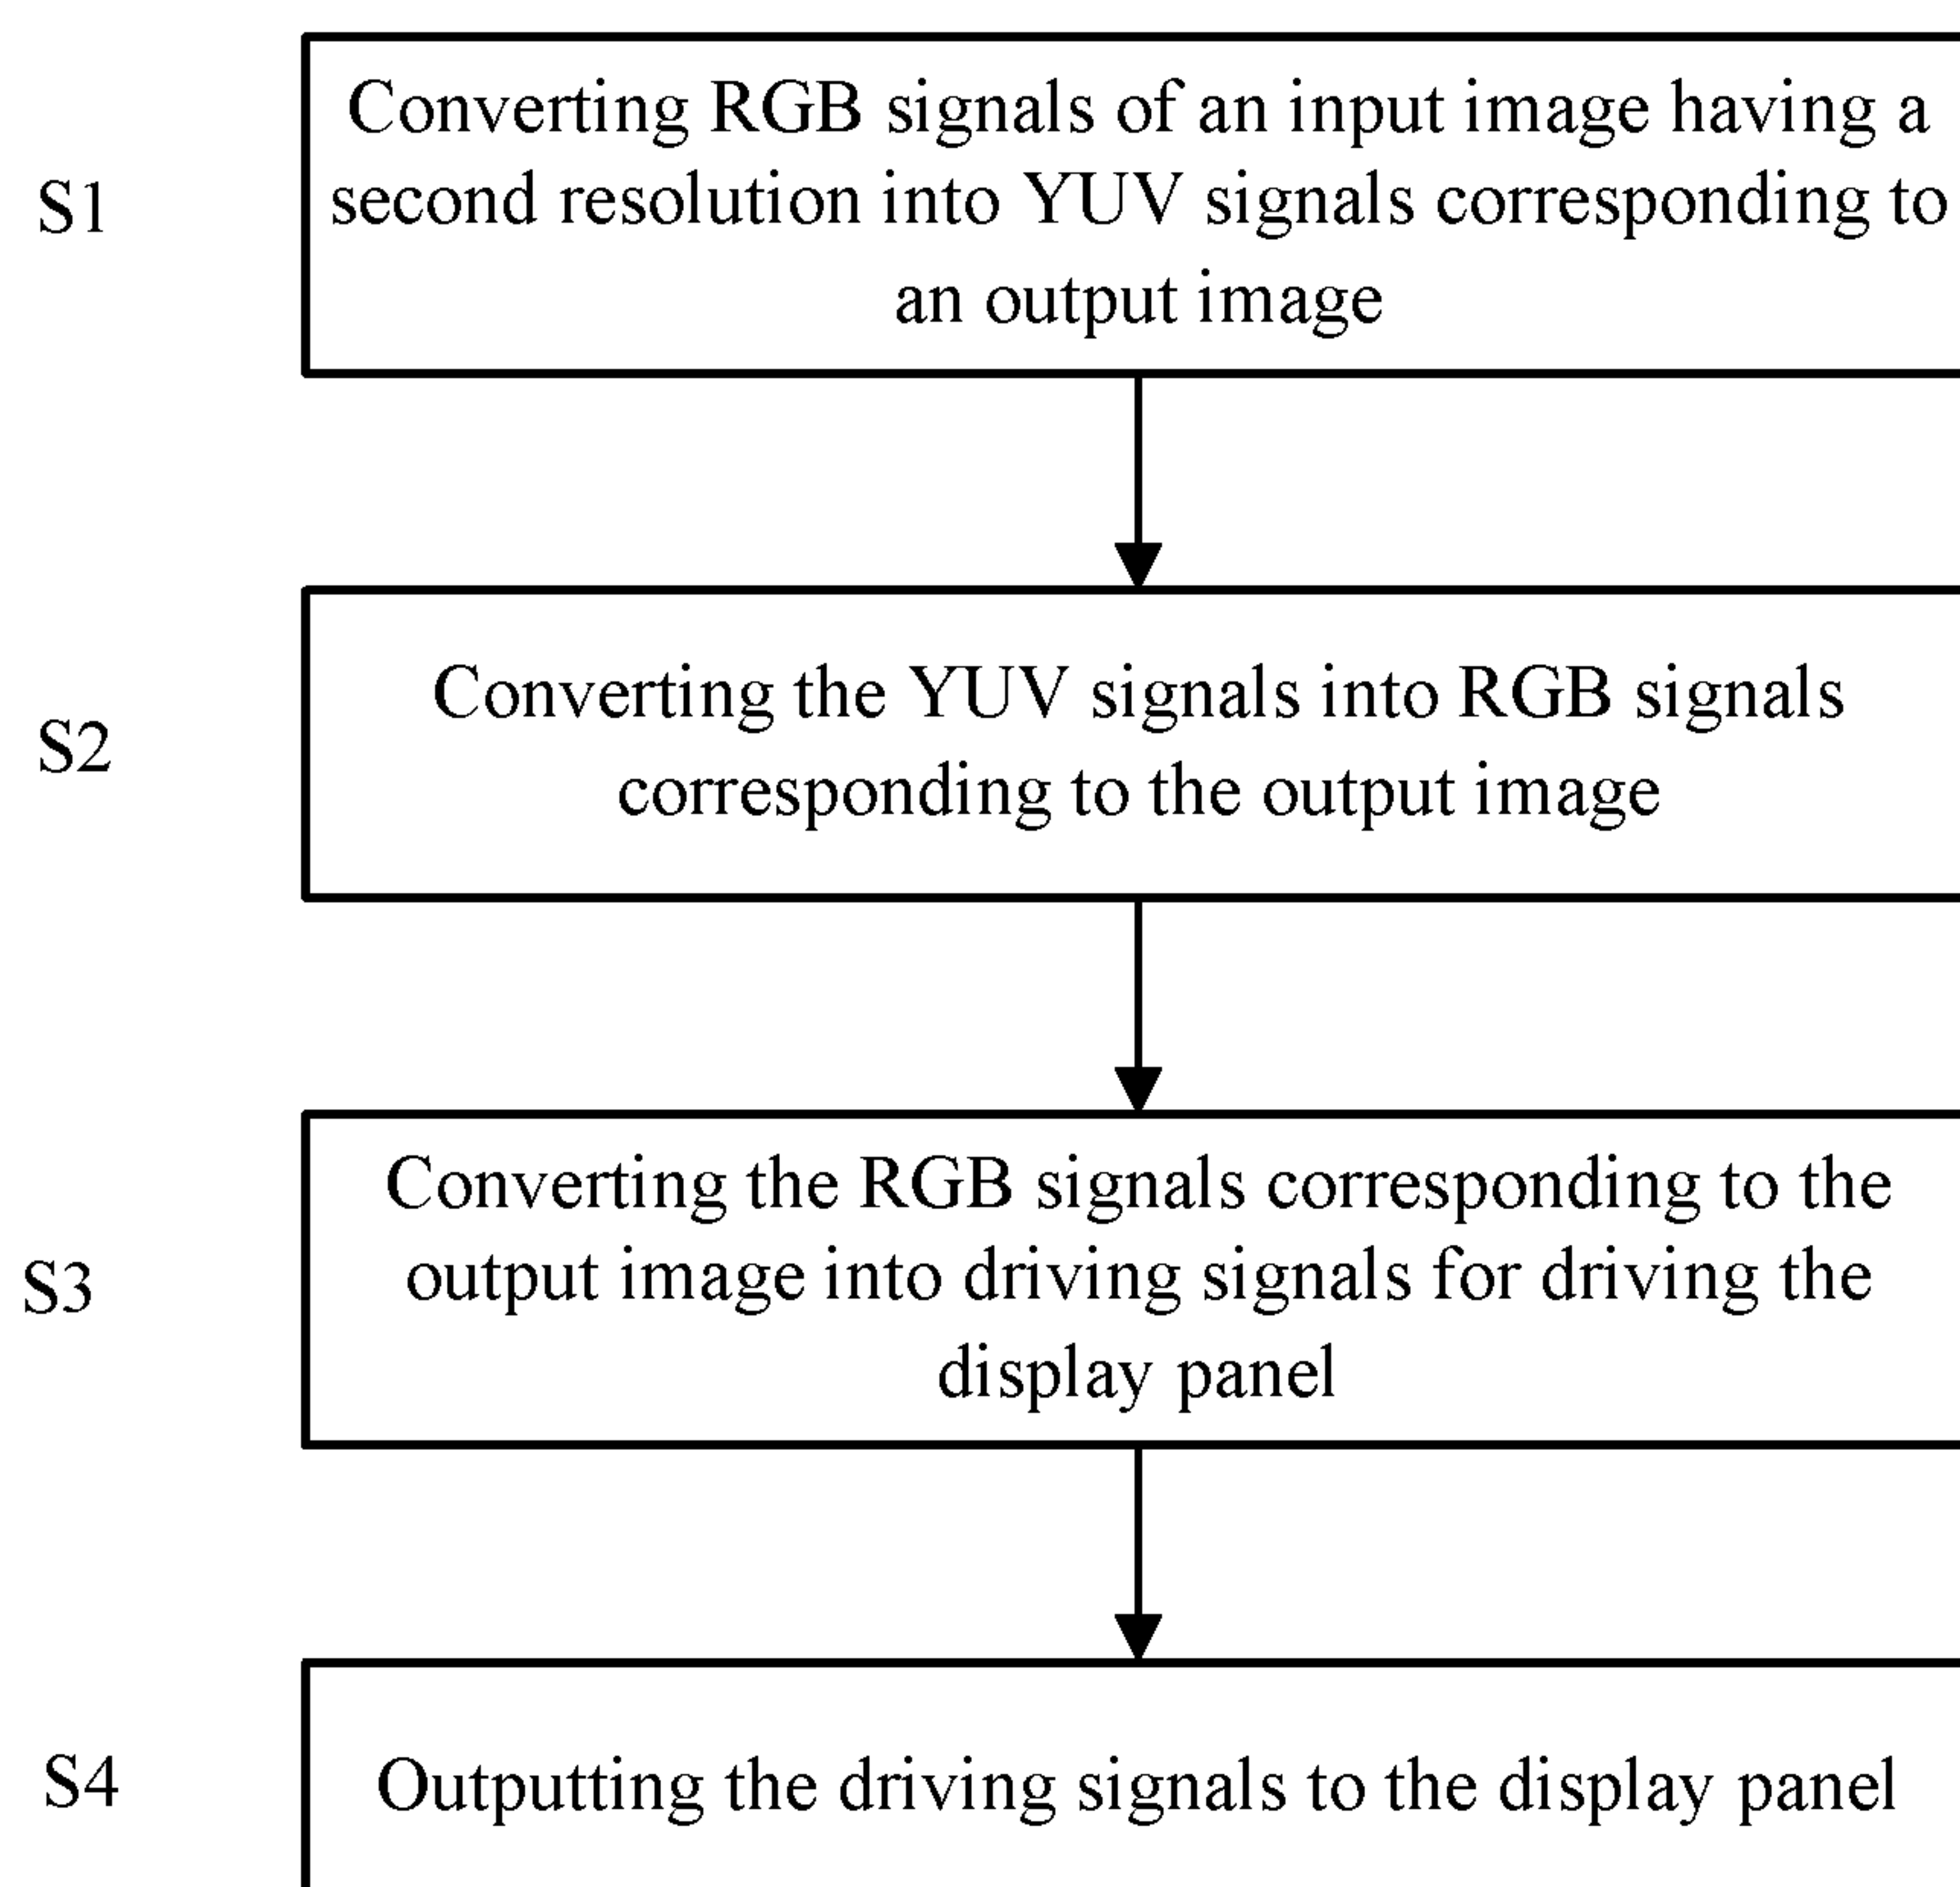 Converting RGB signals of an input image having a
S1
second resolution into YUV signals corresponding to
an output image
Converting the YUV signals into RGB signals
S2
corresponding to the output image
Converting the RGB signals corresponding to the
S3
output image into driving signals for driving the
display panel
S4
Outputting the driving signals to the display panel